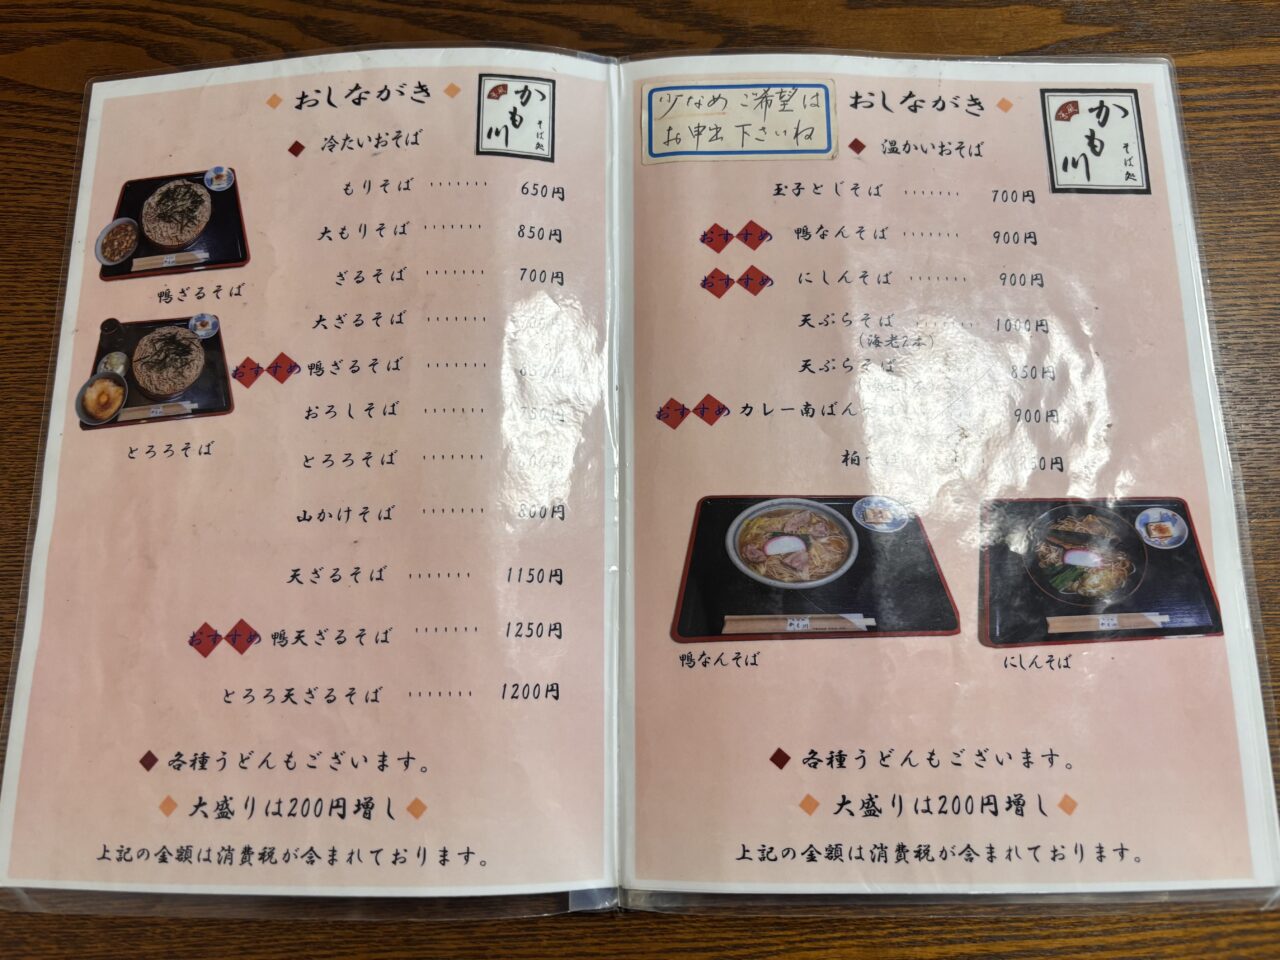 おしながき
かも川
そば処
冷たいおそば
もりそば ······· 650円
大もりそば ······· 850円
ざるそば ······· 700円
大ざるそば ·······
おすすめ 鴨ざるそば ······· 850円
おろしそば ······· 750円
とろろそば ·······
山かけそば ······· 800円
天ざるそば ······· 1150円
おすすめ 鴨天ざるそば ······· 1250円
とろろ天ざるそば ······· 1200円
鴨ざるそば
とろろそば
各種うどんもございます。
大盛りは200円増し
上記の金額は消費税が含まれております。
少なめ ご希望は
お申出下さいね
おしながき
かも川
そば処
温かいおそば
玉子とじそば ······· 700円
おすすめ 鴨なんそば ······· 900円
おすすめ にしんそば ······· 900円
天ぷらそば ······· 1000円
(海老2本)
天ぷらそば 850円
おすすめ カレー南ばんそば 900円
柏そば
鴨なんそば
にしんそば
各種うどんもございます。
大盛りは200円増し
上記の金額は消費税が含まれております。